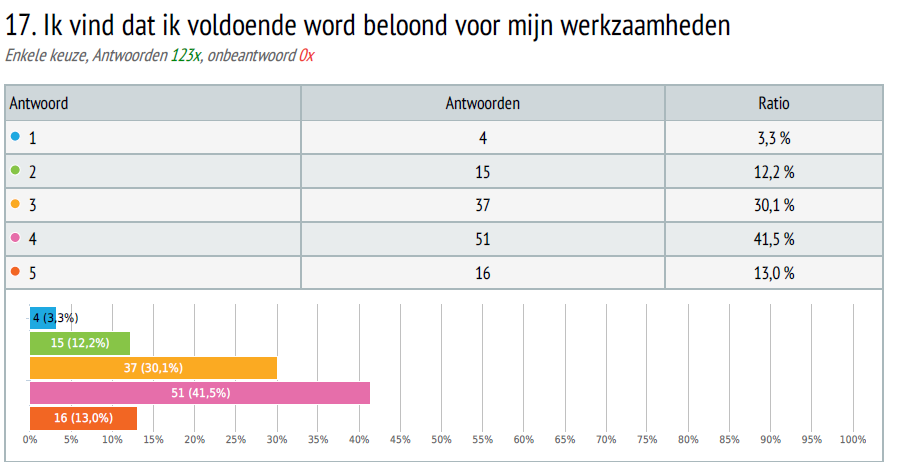 17. Ik vind dat ik voldoende word beloond voor mijn werkzaamheden
Enkele keuze, Antwoorden 123x, onbeantwoord 0x
Antwoord Antwoorden Ratio
1 4 3,3 %
2 15 12,2 %
3 37 30,1 %
4 51 41,5 %
5 16 13,0 %
4 (3,3%)
15 (12,2%)
37 (30,1%)
51 (41,5%)
16 (13,0%)
0% 5% 10% 15% 20% 25% 30% 35% 40% 45% 50% 55% 60% 65% 70% 75% 80% 85% 90% 95% 100%